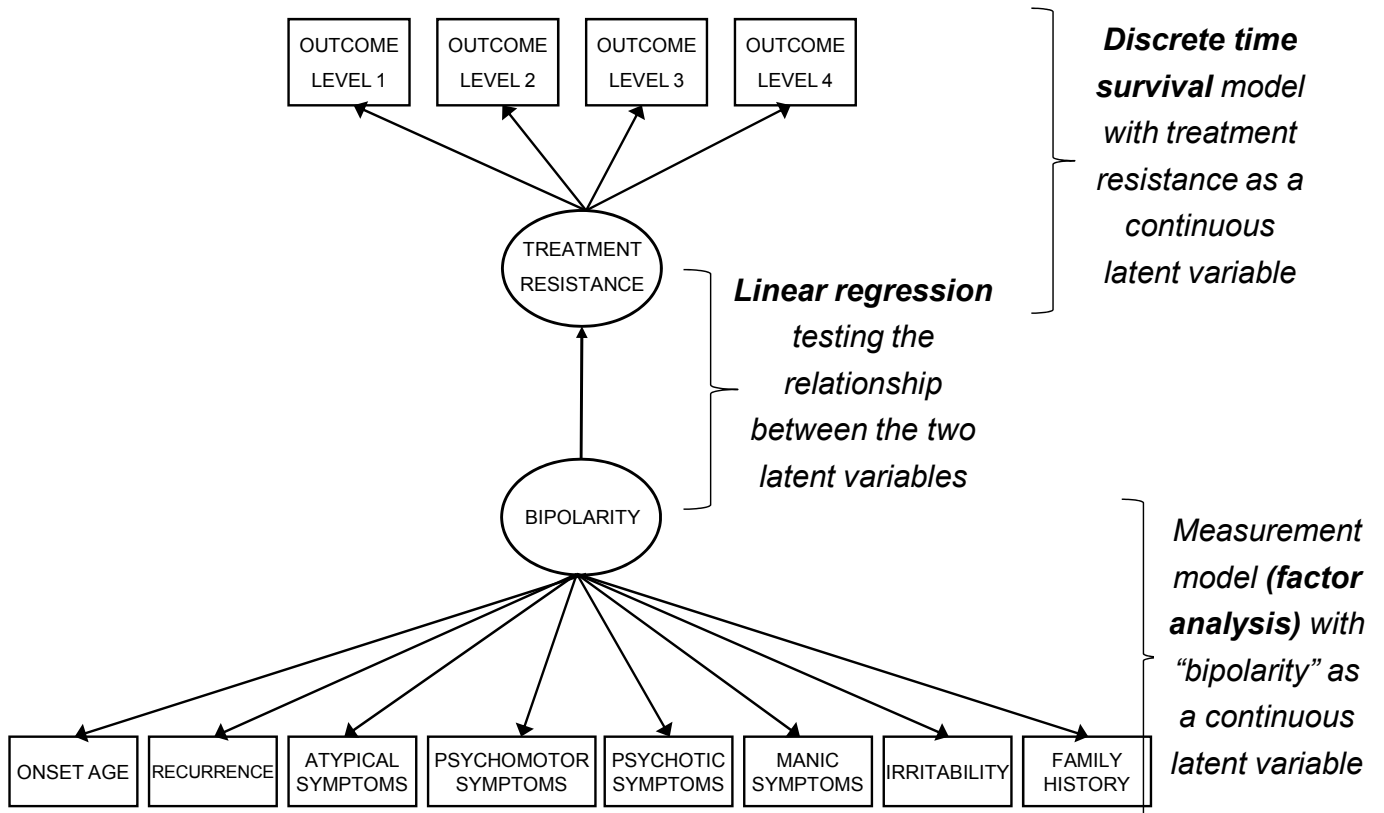 OUTCOME
LEVEL 1
OUTCOME
LEVEL 2
OUTCOME
LEVEL 3
OUTCOME
LEVEL 4
Discrete time
survival model
with treatment
resistance as a
continuous
latent variable
TREATMENT
RESISTANCE
Linear regression
testing the
relationship
between the two
latent variables
BIPOLARITY
Measurement
model (factor
analysis) with
“bipolarity” as
a continuous
latent variable
ONSET AGE
RECURRENCE
ATYPICAL
SYMPTOMS
PSYCHOMOTOR
SYMPTOMS
PSYCHOTIC
SYMPTOMS
MANIC
SYMPTOMS
IRRITABILITY
FAMILY
HISTORY